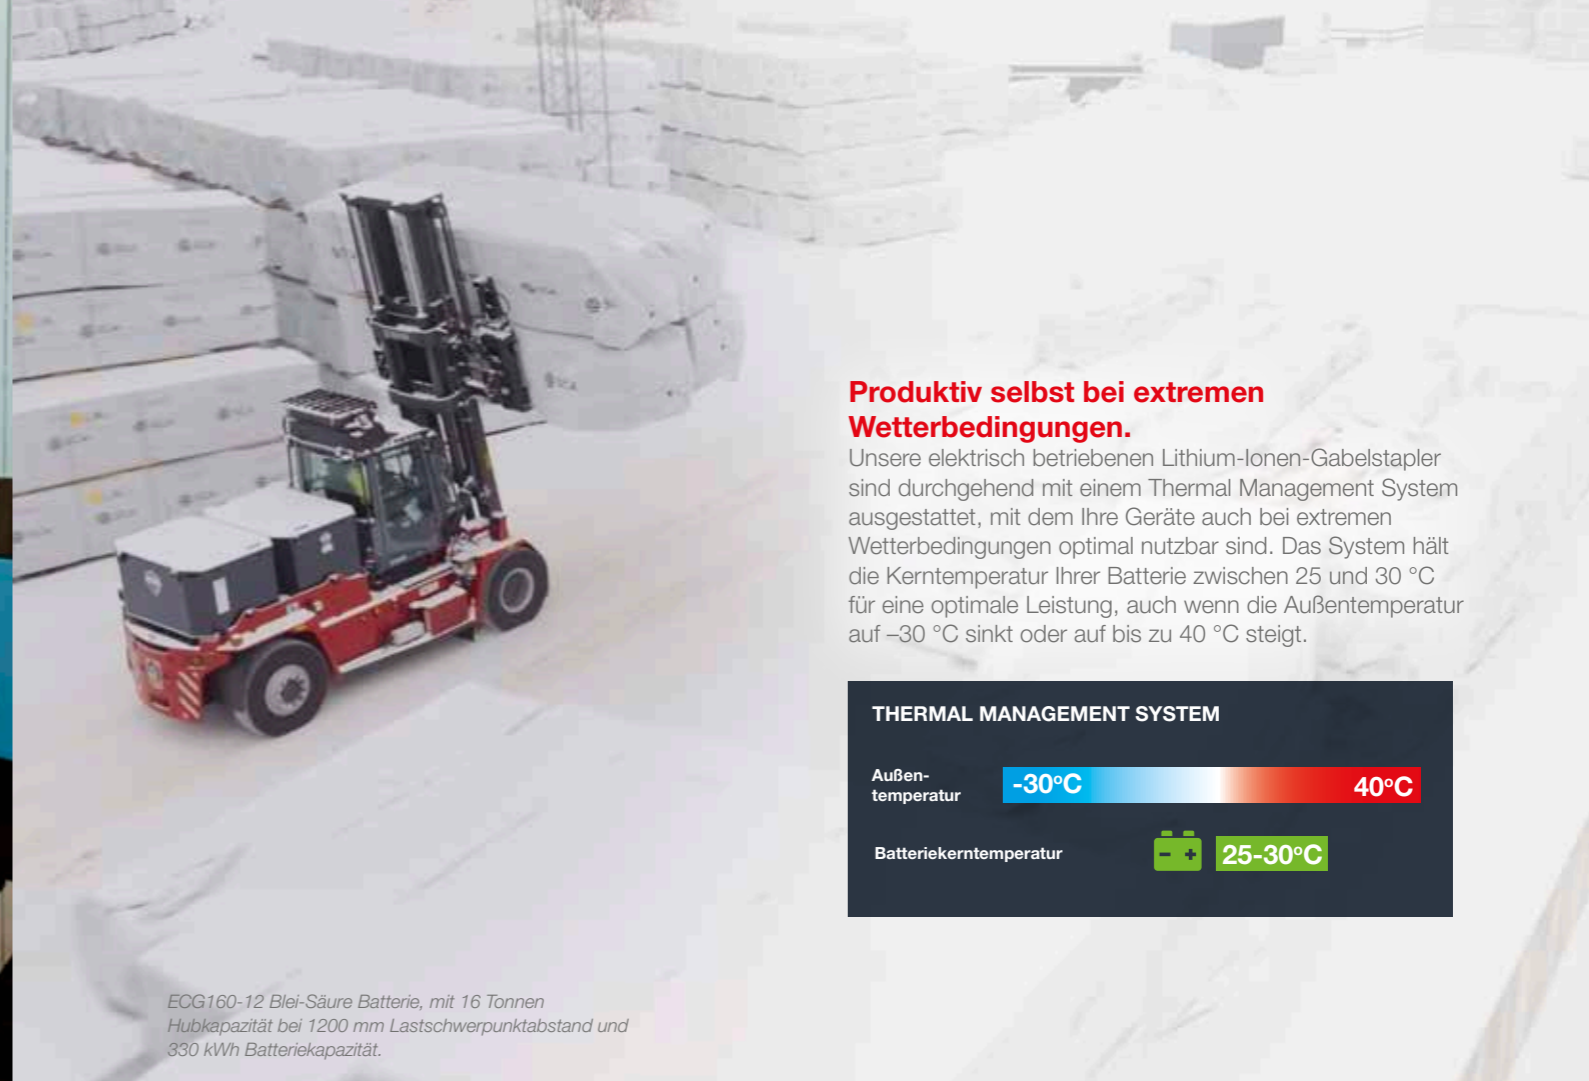 Produktiv selbst bei extremen
Wetterbedingungen.
Unsere elektrisch betriebenen Lithium-Ionen-Gabelstapler
sind durchgehend mit einem Thermal Management System
ausgestattet, mit dem Ihre Geräte auch bei extremen
Wetterbedingungen optimal nutzbar sind. Das System hält
die Kerntemperatur Ihrer Batterie zwischen 25 und 30 °C
für eine optimale Leistung, auch wenn die Außentemperatur
auf –30 °C sinkt oder auf bis zu 40 °C steigt.
THERMAL MANAGEMENT SYSTEM
Außen-
temperatur
-30°C 40°C
Batteriekerntemperatur
25-30°C
ECG160-12 Blei-Säure Batterie, mit 16 Tonnen
Hubkapazität bei 1200 mm Lastschwerpunktabstand und
330 kWh Batteriekapazität.
SCA